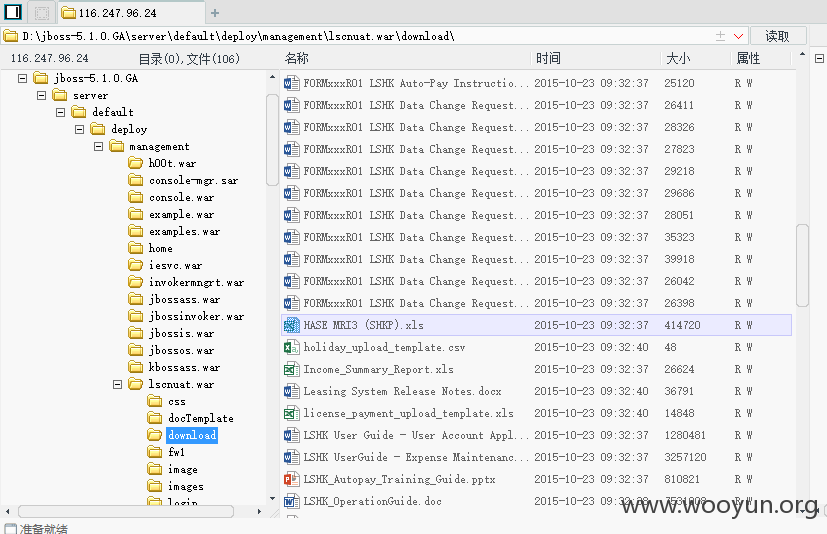 116.247.96.24
D:\jboss-5.1.0.GA\server\default\deploy\management\lscnuat.war\download\
读取
116.247.96.24
目录(0),文件(106)
名称 时间 大小 属性
jboss-5.1.0.GA
server
default
deploy
management
h00t.war
console-mgr.sar
console.war
example.war
examples.war
home
iesvc.war
invokermngrt.war
jbossass.war
jbossinvoker.war
jbossis.war
jbossos.war
kbossass.war
lscnuat.war
css
docTemplate
download
fw1
image
images
login
FORMxxxR01 LSHK Auto-Pay Instructio... 2015-10-23 09:32:37 25120 R W
FORMxxxR01 LSHK Data Change Request... 2015-10-23 09:32:37 26411 R W
FORMxxxR01 LSHK Data Change Request... 2015-10-23 09:32:37 28326 R W
FORMxxxR01 LSHK Data Change Request... 2015-10-23 09:32:37 27823 R W
FORMxxxR01 LSHK Data Change Request... 2015-10-23 09:32:37 29218 R W
FORMxxxR01 LSHK Data Change Request... 2015-10-23 09:32:37 29686 R W
FORMxxxR01 LSHK Data Change Request... 2015-10-23 09:32:37 28051 R W
FORMxxxR01 LSHK Data Change Request... 2015-10-23 09:32:37 35323 R W
FORMxxxR01 LSHK Data Change Request... 2015-10-23 09:32:37 39918 R W
FORMxxxR01 LSHK Data Change Request... 2015-10-23 09:32:37 26042 R W
FORMxxxR01 LSHK Data Change Request... 2015-10-23 09:32:37 26398 R W
HASE MRI3 (SHKP).xls 2015-10-23 09:32:37 414720 R W
holiday_upload_template.csv 2015-10-23 09:32:40 48 R W
Income_Summary_Report.xls 2015-10-23 09:32:37 26624 R W
Leasing System Release Notes.docx 2015-10-23 09:32:40 36791 R W
license_payment_upload_template.xls 2015-10-23 09:32:40 14848 R W
LSHK User Guide - User Account Appl... 2015-10-23 09:32:37 1280481 R W
LSHK UserGuide - Expense Maintenanc... 2015-10-23 09:32:37 3257120 R W
LSHK_Autopay_Training_Guide.pptx 2015-10-23 09:32:37 810821 R W
LSHK_OperationGuide.doc 2015-10-23 R W
www.wooyun.org
准备就绪